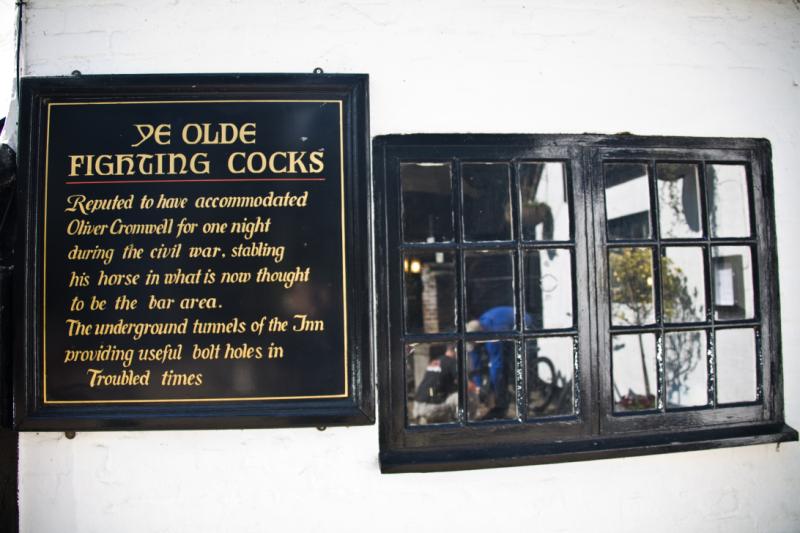 YE OLDE
FIGHTING COCKS
Reputed to have accommodated
Oliver Cromwell for one night
during the civil war, stabling
his horse in what is now thought
to be the bar area.
The underground tunnels of the Inn
providing useful bolt holes in
Troubled times